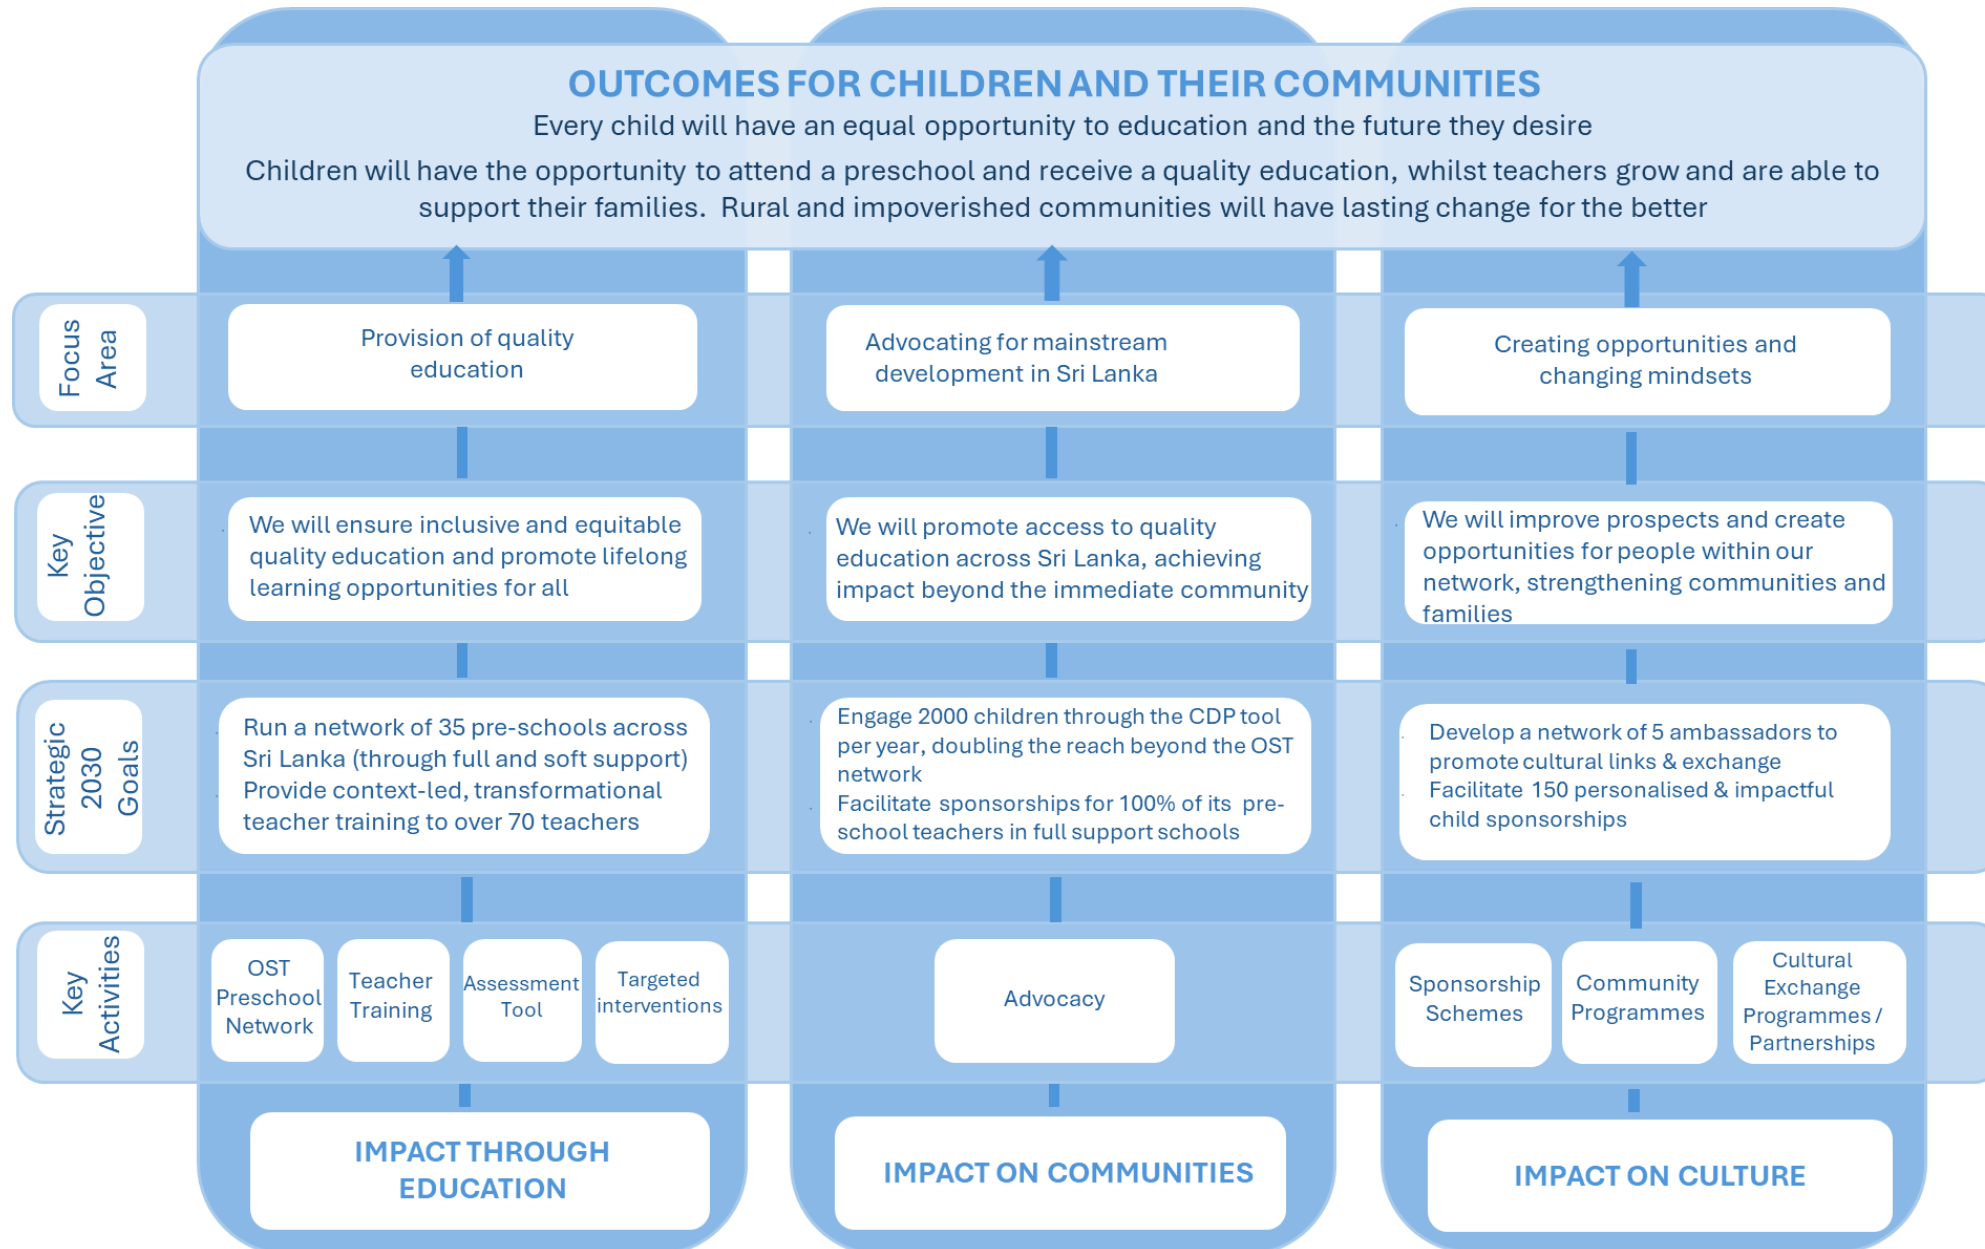 OUTCOMES FOR CHILDREN AND THEIR COMMUNITIES
Every child will have an equal opportunity to education and the future they desire
Children will have the opportunity to attend a preschool and receive a quality education, whilst teachers grow and are able to
support their families. Rural and impoverished communities will have lasting change for the better
Focus
Area
Provision of quality
education
Advocating for mainstream
development in Sri Lanka
Creating opportunities and
changing mindsets
Key
Objective
We will ensure inclusive and equitable
quality education and promote lifelong
learning opportunities for all
We will promote access to quality
education across Sri Lanka, achieving
impact beyond the immediate community
We will improve prospects and create
opportunities for people within our
network, strengthening communities and
families
Strategic
2030
Goals
Run a network of 35 pre-schools across
Sri Lanka (through full and soft support)
Provide context-led, transformational
teacher training to over 70 teachers
Engage 2000 children through the CDP tool
per year, doubling the reach beyond the OST
network
Facilitate sponsorships for 100% of its pre-
school teachers in full support schools
Develop a network of 5 ambassadors to
promote cultural links & exchange
Facilitate 150 personalised & impactful
child sponsorships
Key
Activities
OST
Preschool
Network
Teacher
Training
Assessment
Tool
Targeted
interventions
Advocacy
Sponsorship
Schemes
Community
Programmes
Cultural
Exchange
Programmes /
Partnerships
IMPACT THROUGH
EDUCATION
IMPACT ON COMMUNITIES
IMPACT ON CULTURE